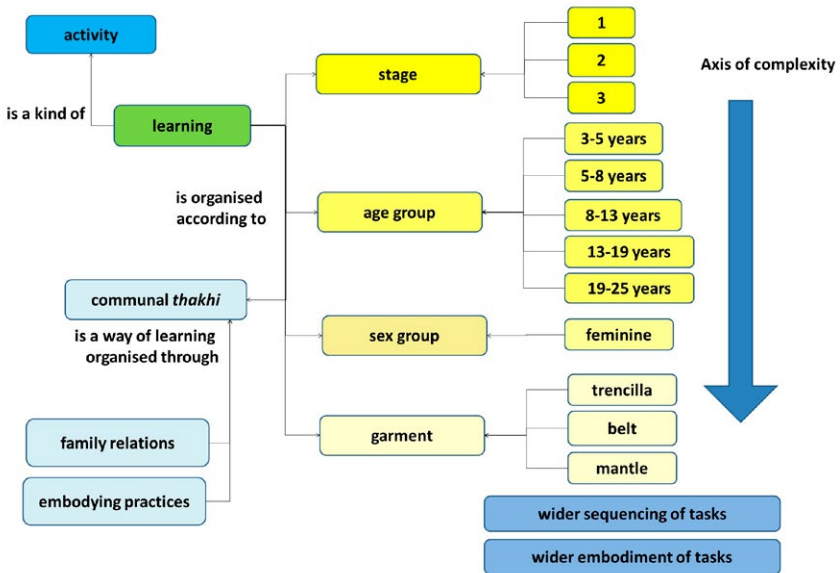 activity
is a kind of
learning
is organised
according to
communal thakhi
is a way of learning
organised through
family relations
embodying practices
stage
1
2
3
age group
3-5 years
5-8 years
8-13 years
13-19 years
19-25 years
sex group
feminine
garment
trencilla
belt
mantle
Axis of complexity
wider sequencing of tasks
wider embodiment of tasks